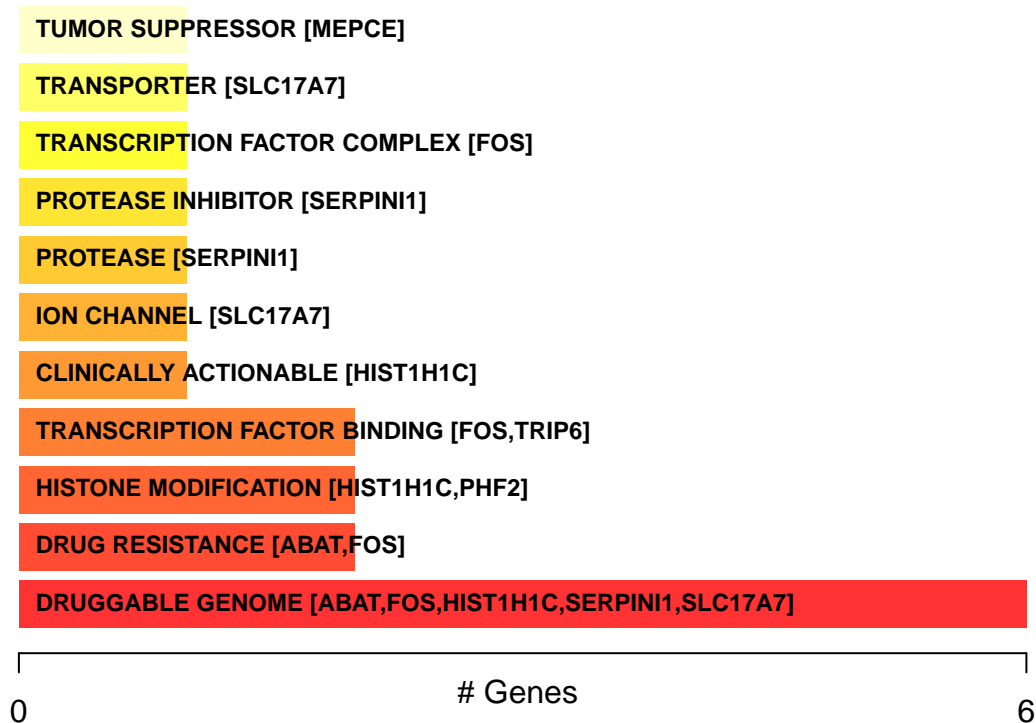 TUMOR SUPPRESSOR [MEPCE]
TRANSPORTER [SLC17A7]
TRANSCRIPTION FACTOR COMPLEX [FOS]
PROTEASE INHIBITOR [SERPINI1]
PROTEASE [SERPINI1]
ION CHANNEL [SLC17A7]
CLINICALLY ACTIONABLE [HIST1H1C]
TRANSCRIPTION FACTOR BINDING [FOS,TRIP6]
HISTONE MODIFICATION [HIST1H1C,PHF2]
DRUG RESISTANCE [ABAT,FOS]
DRUGGABLE GENOME [ABAT,FOS,HIST1H1C,SERPINI1,SLC17A7]
# Genes
0 6